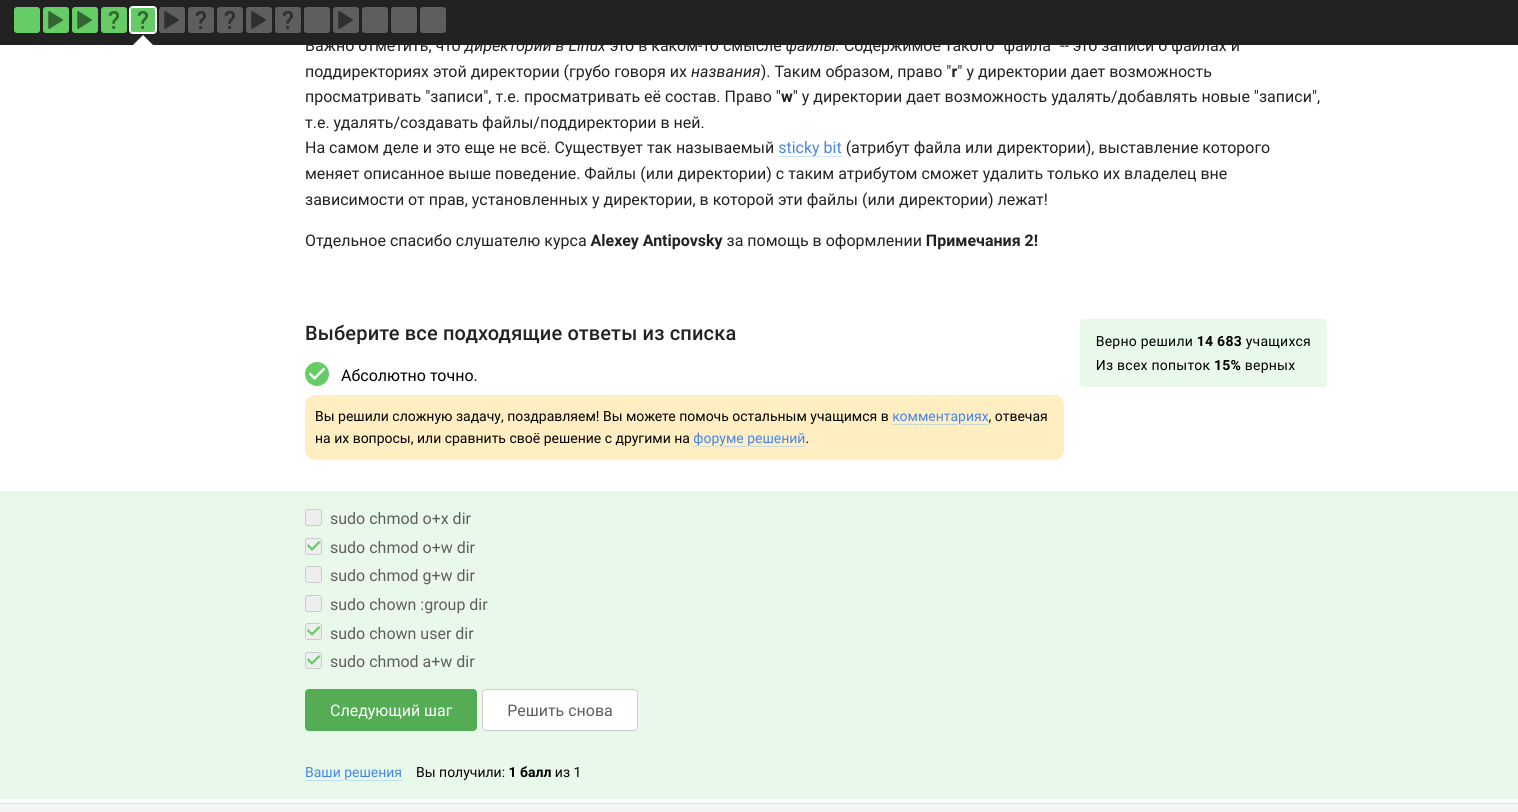 Важно отметить, что директории в Linux это в каком-то смысле файлы. Содержимое такого "файла" -- это записи о файлах и
поддиректориях этой директории (грубо говоря их названия). Таким образом, право "r" у директории дает возможность
просматривать "записи", т.е. просматривать её состав. Право "w" у директории дает возможность удалять/добавлять новые "записи",
т.е. удалять/создавать файлы/поддиректории в ней.
На самом деле и это еще не всё. Существует так называемый sticky bit (атрибут файла или директории), выставление которого
меняет описанное выше поведение. Файлы (или директории) с таким атрибутом сможет удалить только их владелец вне
зависимости от прав, установленных у директории, в которой эти файлы (или директории) лежат!
Отдельное спасибо слушателю курса Alexey Antipovsky за помощь в оформлении Примечания 2!
Выберите все подходящие ответы из списка
Верно решили 14 683 учащихся
Из всех попыток 15% верных
Абсолютно точно.
Вы решили сложную задачу, поздравляем! Вы можете помочь остальным учащимся в комментариях, отвечая
на их вопросы, или сравнить своё решение с другими на форуме решений.
sudo chmod o+x dir
sudo chmod o+w dir
sudo chmod g+w dir
sudo chown :group dir
sudo chown user dir
sudo chmod a+w dir
Следующий шаг
Решить снова
Ваши решения Вы получили: 1 балл из 1